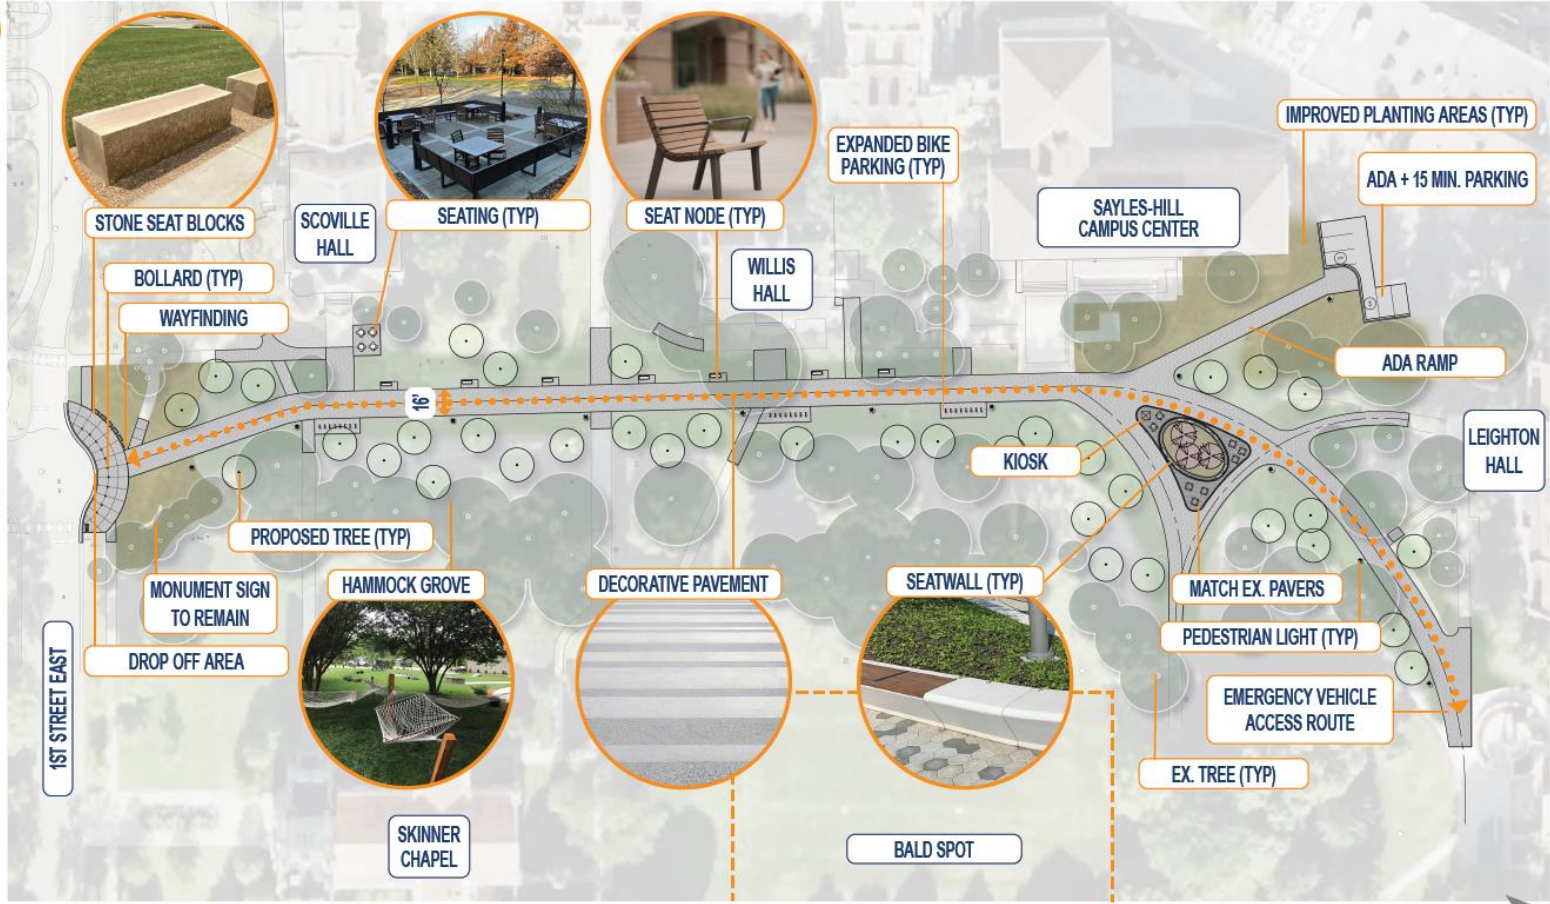 IMPROVED PLANTING AREAS (TYP)
EXPANDED BIKE
PARKING (TYP)
ADA + 15 MIN. PARKING
STONE SEAT BLOCKS
SCOVILLE
HALL
SEATING (TYP)
SEAT NODE (TYP)
SAYLES-HILL
CAMPUS CENTER
BOLLARD (TYP)
WILLIS
HALL
WAYFINDING
ADA RAMP
16'
LEIGHTON
HALL
KIOSK
PROPOSED TREE (TYP)
MONUMENT SIGN
TO REMAIN
HAMMOCK GROVE
DECORATIVE PAVEMENT
SEATWALL (TYP)
MATCH EX. PAVERS
PEDESTRIAN LIGHT (TYP)
DROP OFF AREA
1ST STREET EAST
EMERGENCY VEHICLE
ACCESS ROUTE
EX. TREE (TYP)
SKINNER
CHAPEL
BALD SPOT